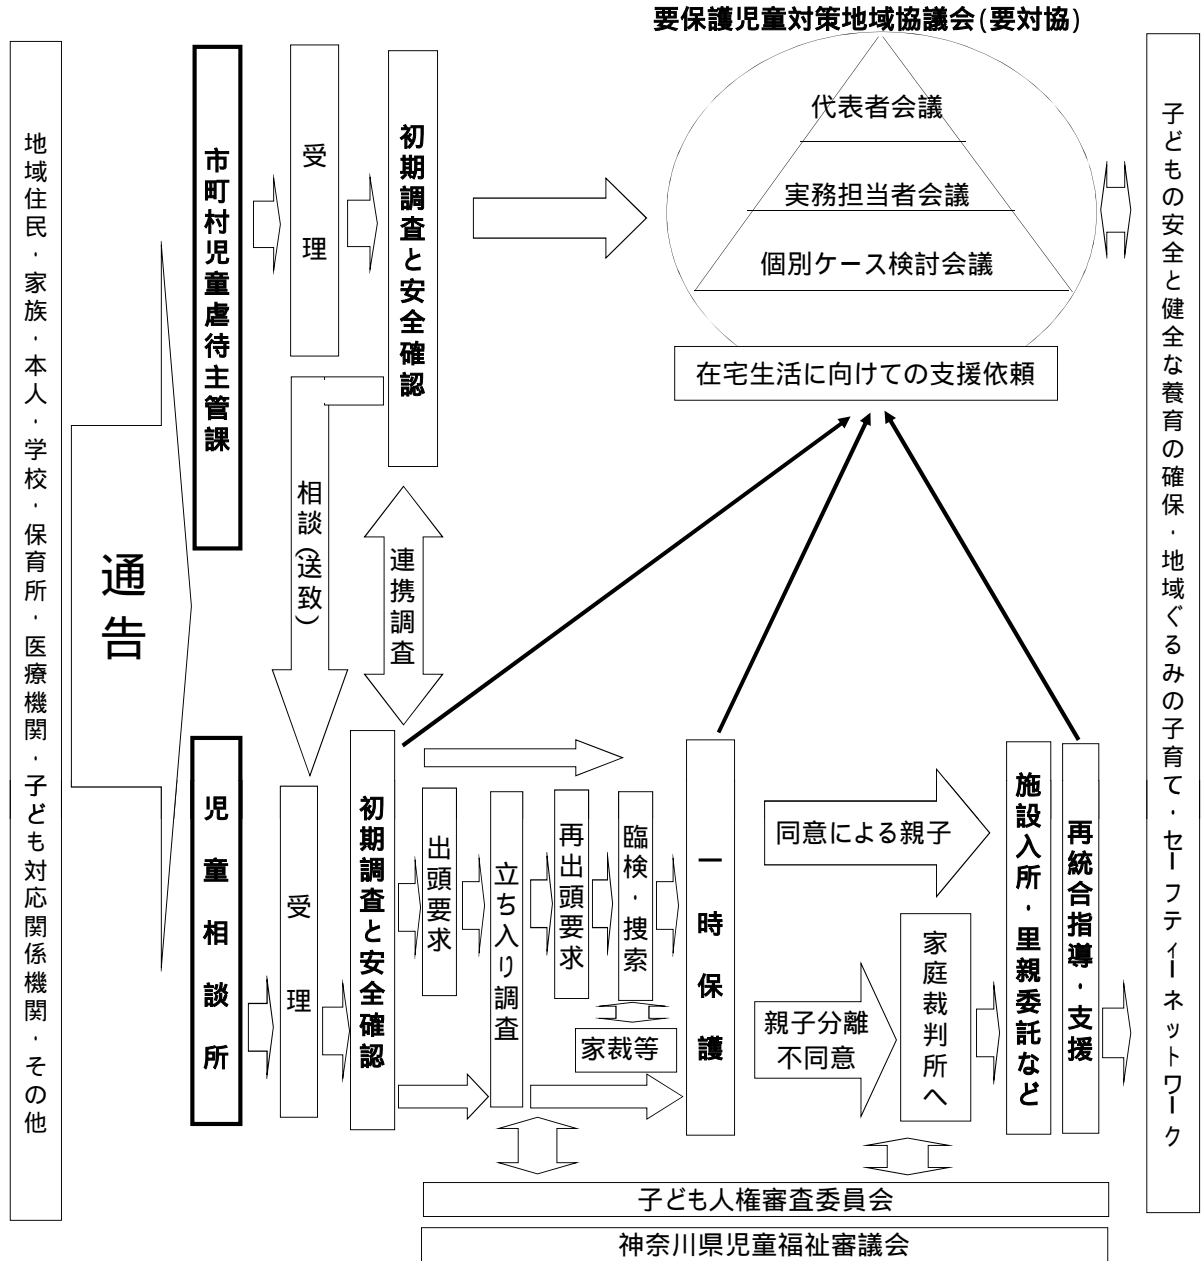 要保護児童対策地域協議会(要対協)
地域住民・家族・本人・学校・保育所・医療機関・子ども対応関係機関・その他
通告
市町村児童虐待主管課
受理
初期調査と安全確認
代表者会議
実務担当者会議
個別ケース検討会議
在宅生活に向けての支援依頼
子どもの安全と健全な養育の確保・地域ぐるみの子育て・セーフティーネットワーク
相談(送致)
連携調査
児童相談所
受理
初期調査と安全確認
出頭要求
立ち入り調査
再出頭要求
臨検・捜索
家裁等
一時保護
同意による親子
親子分離
不同意
家庭裁判所へ
施設入所・里親委託など
再統合指導・支援
子ども人権審査委員会
神奈川県児童福祉審議会